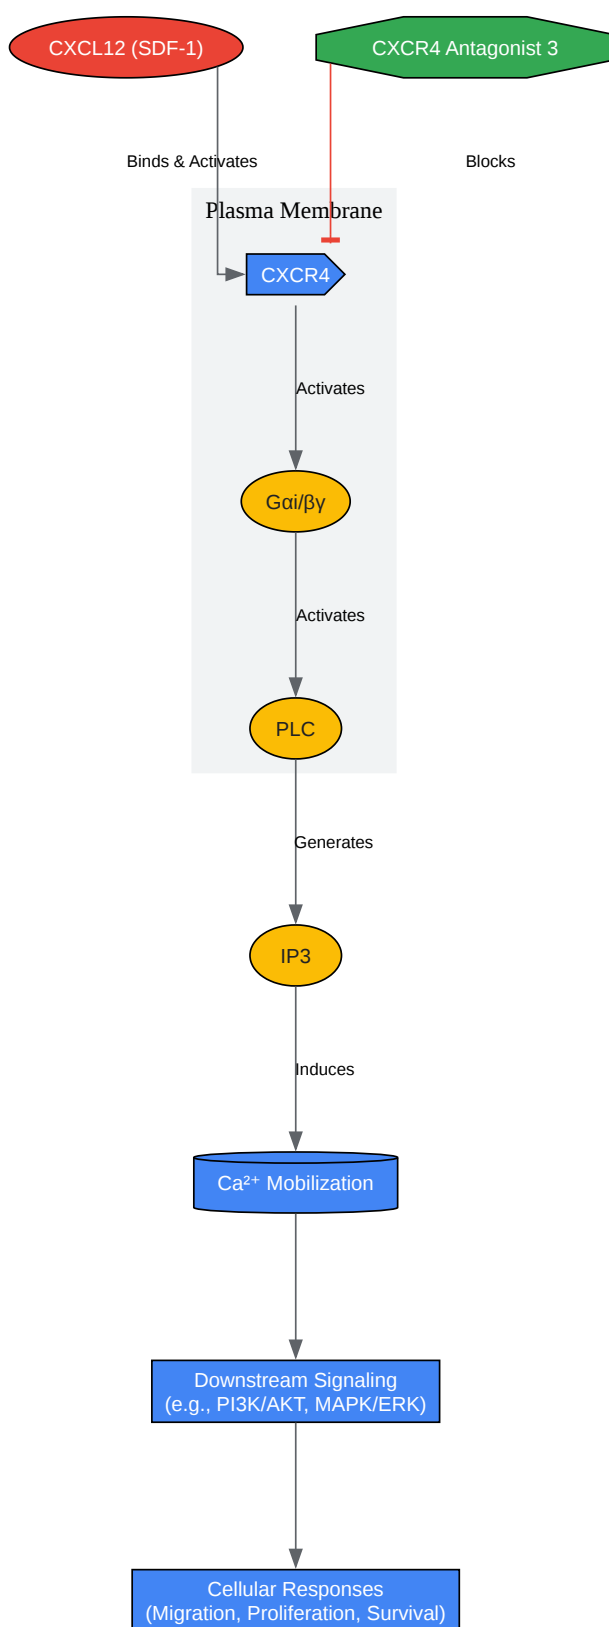 CXCL12 (SDF-1)
CXCR4 Antagonist 3
Binds & Activates
Blocks
Plasma Membrane
CXCR4
Activates
Gαi/βγ
Activates
PLC
Generates
IP3
Induces
Ca²⁺ Mobilization
Downstream Signaling
(e.g., PI3K/AKT, MAPK/ERK)
Cellular Responses
(Migration, Proliferation, Survival)